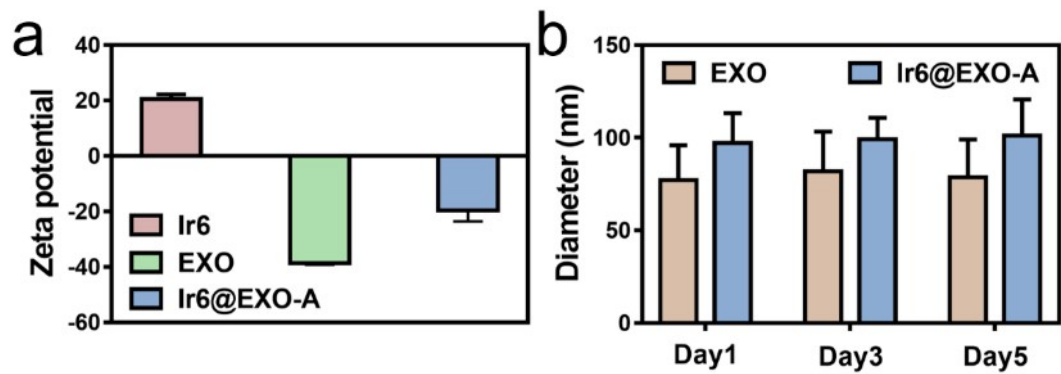 a
Zeta potential
40
20
0
-20
-40
-60
Ir6
EXO
Ir6@EXO-A
b
Diameter (nm)
150
100
50
0
EXO
Ir6@EXO-A
Day1
Day3
Day5